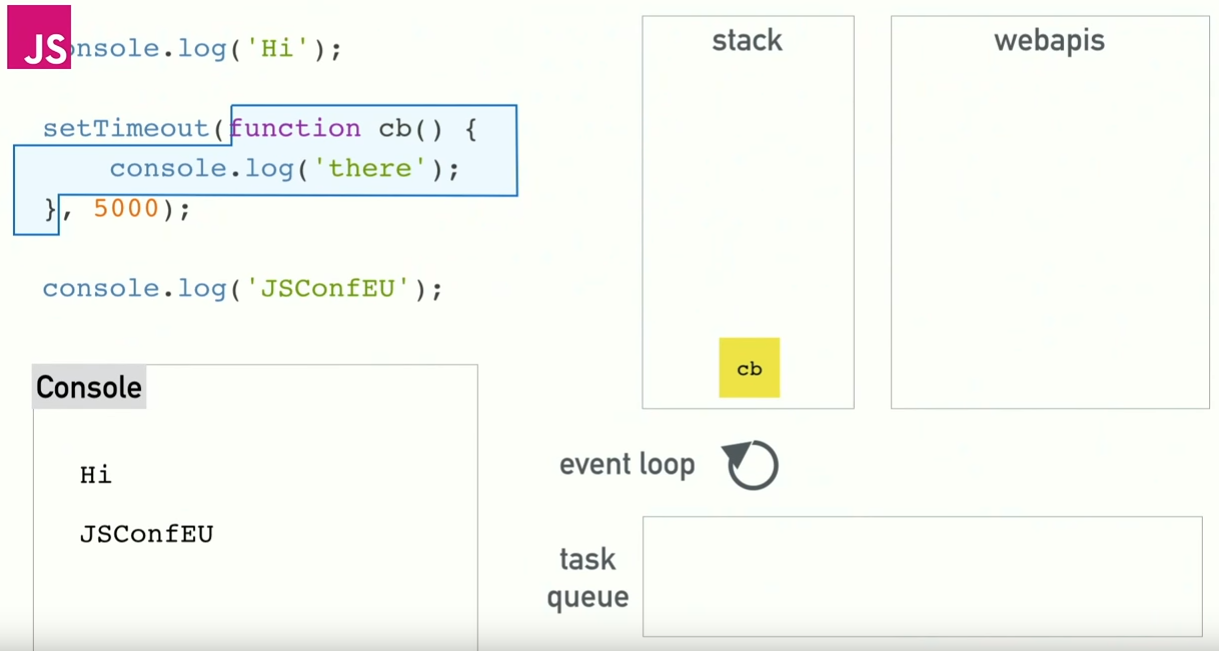 JS
onsole.log('Hi');
setTimeout(function cb() {
console.log('there');
}, 5000);
console.log('JSConfEU');
Console
Hi
JSConfEU
stack
cb
webapis
event loop
task
queue